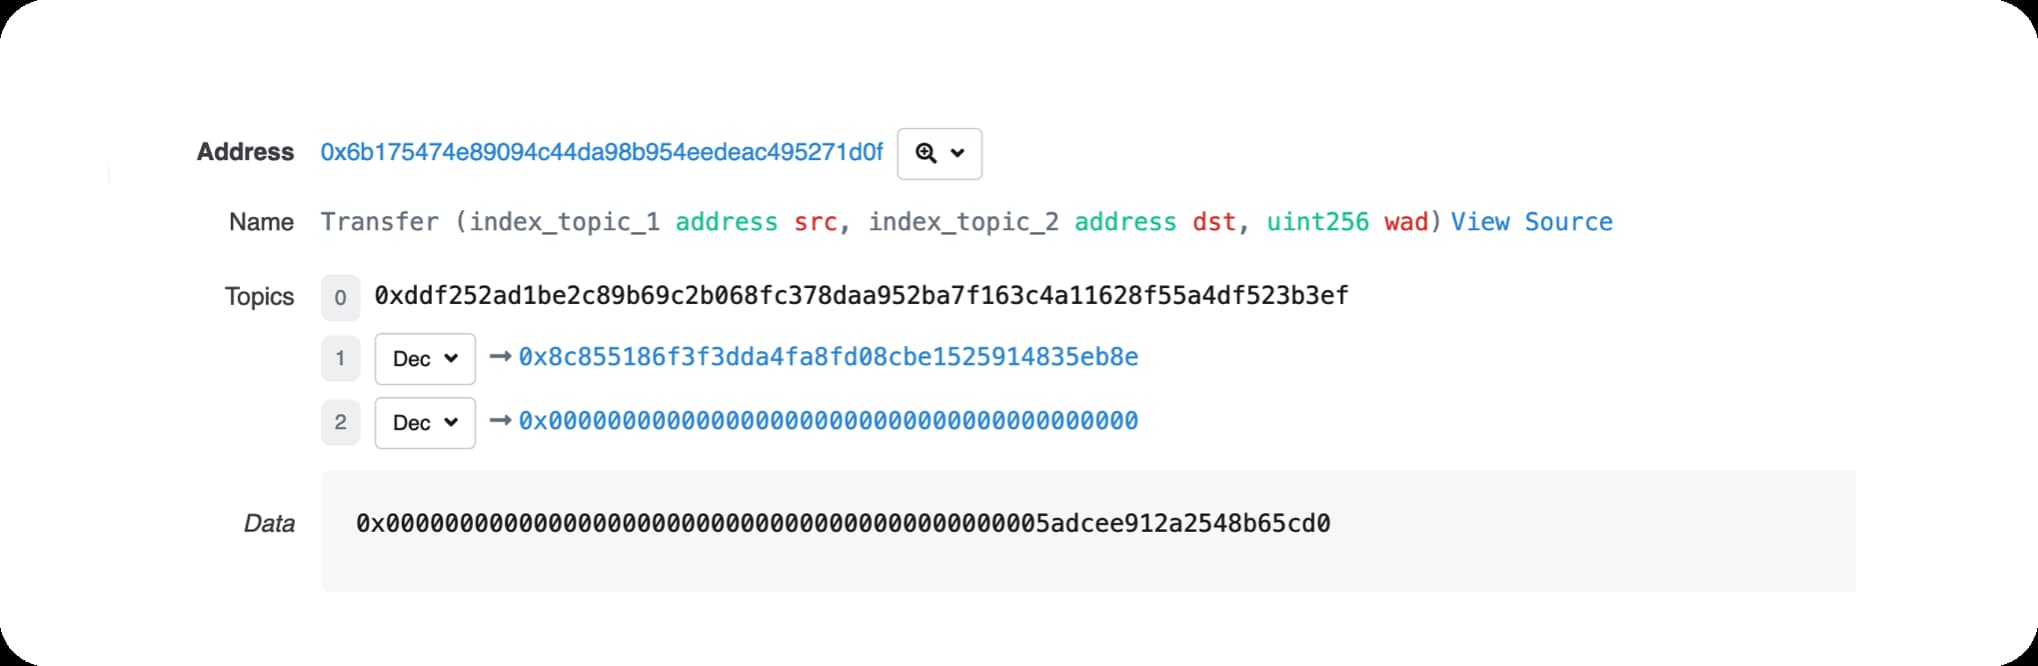 Address 0x6b175474e89094c44da98b954eedeac495271d0f
Name Transfer (index_topic_1 address src, index_topic_2 address dst, uint256 wad) View Source
Topics 0 0xddf252ad1be2c89b69c2b068fc378daa952ba7f163c4a11628f55a4df523b3ef
1 Dec → 0x8c855186f3f3dda4fa8fd08cbe1525914835eb8e
2 Dec → 0x0000000000000000000000000000000000000000
Data 0x0000000000000000000000000000000000000000000005adcee912a2548b65cd0